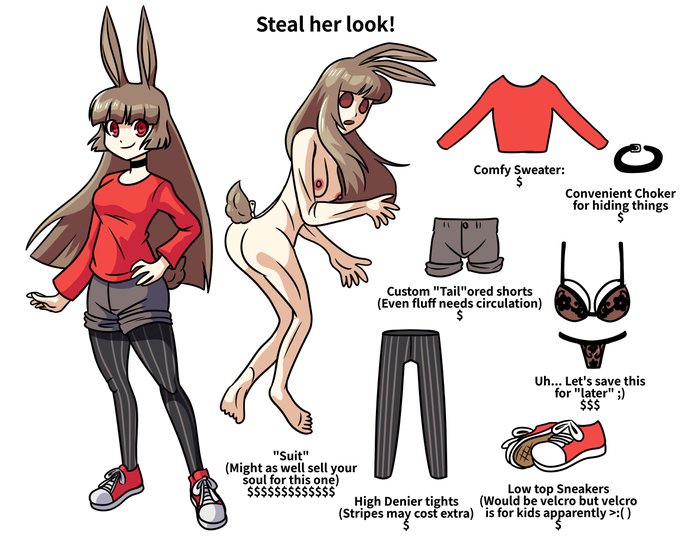 Steal her look!
Comfy Sweater:
$
Convenient Choker
for hiding things
$
Custom "Tail"ored shorts
(Even fluff needs circulation)
$
Uh... Let's save this
for "later" ;)
$$$
"Suit"
(Might as well sell your
soul for this one)
$$$$$$$$$$$$$
High Denier tights
(Stripes may cost extra)
$
Low top Sneakers
(Would be velcro but velcro
is for kids apparently >:( )
$